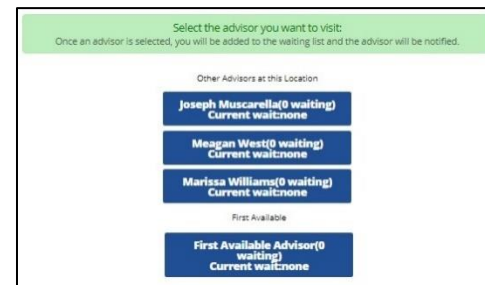 Select the advisor you want to visit:
Once an advisor is selected, you will be added to the waiting list and the advisor will be notified.
Other Advisors at this Location
Joseph Muscarella(0 waiting)
Current wait:none
Meagan West(0 waiting)
Current wait:none
Marissa Williams(0 waiting)
Current wait:none
First Available
First Available Advisor(0
waiting)
Current wait:none